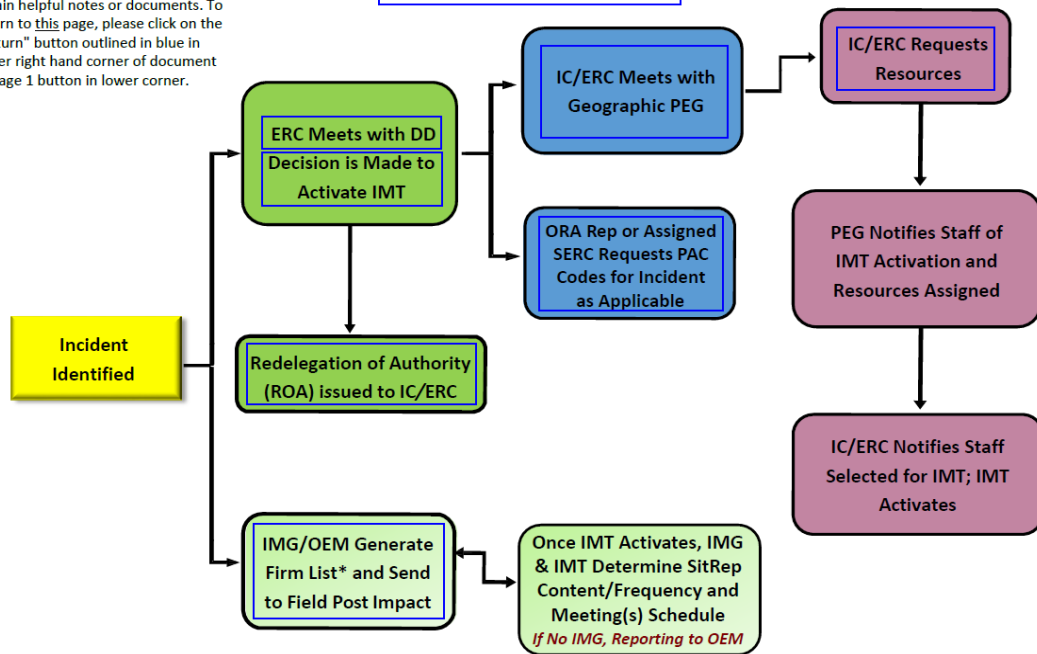 helpful notes or documents. To
to this page, please click on the
button outlined in blue in
right hand corner of document
1 button in lower corner.
IC/ERC Meets with
Geographic PEG
IC/ERC Requests
Resources
ERC Meets with DD
Decision is Made to
Activate IMT
ORA Rep or Assigned
SERC Requests PAC
Codes for Incident
as Applicable
PEG Notifies Staff of
IMT Activation and
Resources Assigned
Incident
Identified
Redelegation of Authority
(ROA) issued to IC/ERC
IC/ERC Notifies Staff
Selected for IMT; IMT
Activates
IMG/OEM Generate
Firm List* and Send
to Field Post Impact
Once IMT Activates, IMG
& IMT Determine SitRep
Content/Frequency and
Meeting(s) Schedule
If No IMG, Reporting to OEM